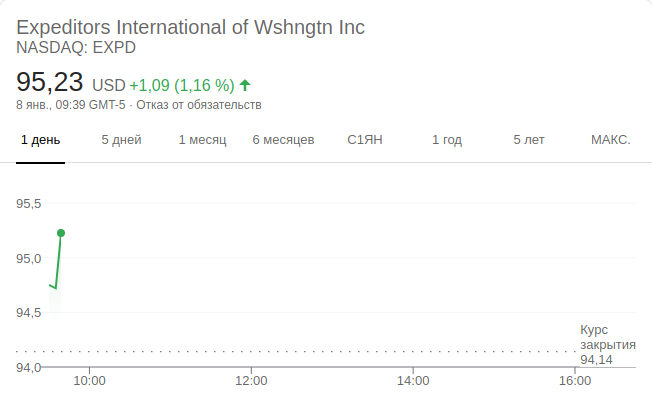 Expeditors International of Wshngtn Inc
NASDAQ: EXPD
95,23 USD +1,09 (1,16 %)
8 янв., 09:39 GMT-5 · Отказ от обязательств
1 день 5 дней 1 месяц 6 месяцев С1ЯН 1 год 5 лет МАКС.
95,5
95,0
94,5
Курс
закрытия
94,14
94,0
10:00 12:00 14:00 16:00